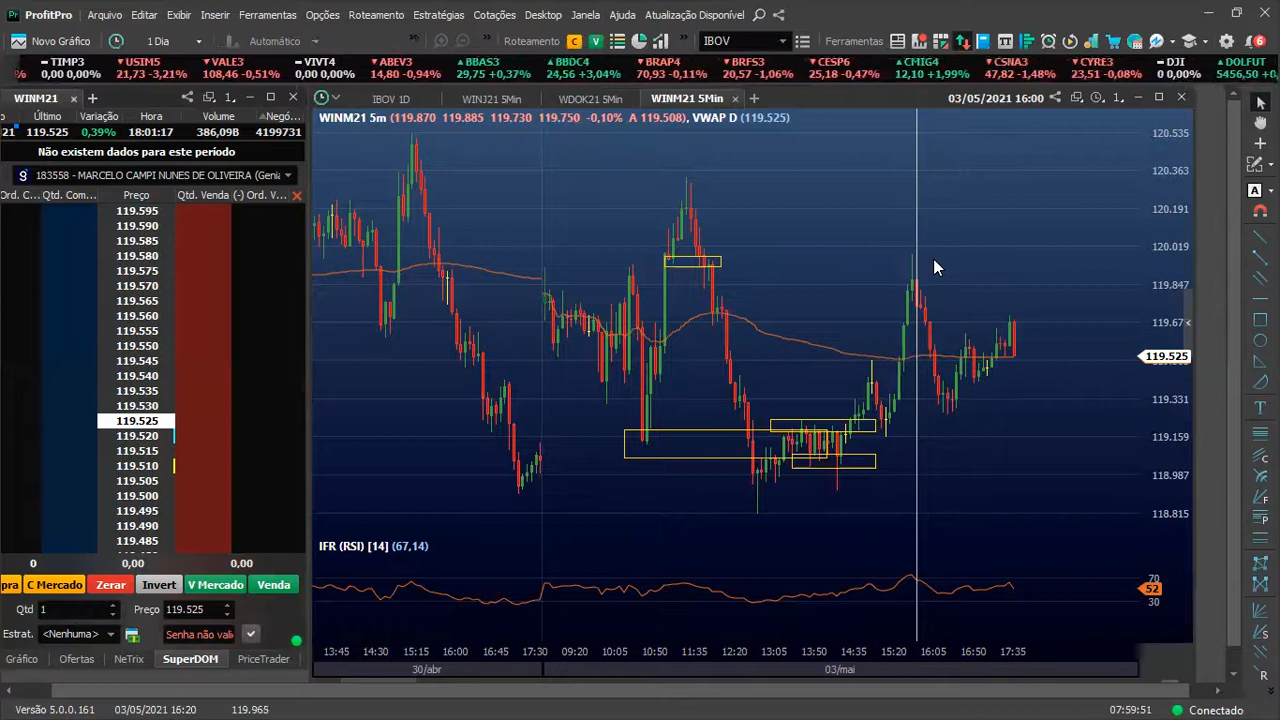 ProfitPro Arquivo Editar Exibir Inserir Ferramentas Opções Roteamento Estratégias Cotações Desktop Janela Ajuda Atualização Disponível
Novo Gráfico 1 Dia Automático Roteamento C V IBOV Ferramentas 6
TIMP3 USIM5 VALE3 VIVT4 ABEV3 BBAS3 BBDC4 BRAP4 BRFS3 CESP6 CMIG4 CSNA3 CYRE3 DJI DOLFUT
% 0,00 0,00% 21,73 -3,21% 108,46 -0,51% 0,00 0,00% 14,80 -0,94% 29,75 +0,37% 24,56 +3,04% 70,93 -0,11% 20,57 -1,06% 25,18 -0,47% 12,10 +1,99% 47,82 -1,48% 23,51 -0,08% 0,00 0,00% 5456,50 +0
WINM21 1 IBOV 1D WINJ21 5Min WDOK21 5Min WINM21 5Min 03/05/2021 16:00 1
Último Variação Hora Volume Negó...
21 119.525 0,39% 18:01:17 386,09B 4199731
Não existem dados para este período
183558 - MARCELO CAMPI NUNES DE OLIVEIRA (Genia
Ord. C... Qtd. Com... Preço Qtd. Venda (-) Ord. V...
119.595
119.590
119.585
119.580
119.575
119.570
119.565
119.560
119.555
119.550
119.545
119.540
119.535
119.530
119.525
119.520
119.515
119.510
119.505
119.500
119.495
119.490
119.485
0 0,00 0,00
pra C Mercado Zerar Invert V Mercado Venda
Qtd 1 Preço 119.525
Estrat. <Nenhuma> Senha não vali
Gráfico Ofertas NeTrix SuperDOM PriceTrader
WINM21 5m (119.870 119.885 119.730 119.750 -0,10% A 119.508), VWAP D (119.525)
120.535
120.363
120.191
120.019
119.847
119.67
119.525
119.331
119.159
118.987
118.815
IFR (RSI) [14] (67,14)
70
52
30
13:45 14:30 15:15 16:00 16:45 17:30 09:20 10:05 10:50 11:35 12:20 13:05 13:50 14:35 15:20 16:05 16:50 17:35
30/abr 03/mai
Versão 5.0.0.161 03/05/2021 16:20 119.965 07:59:51 Conectado